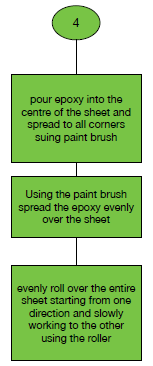 4
pour epoxy into the
centre of the sheet and
spread to all corners
suing paint brush
Using the paint brush
spread the epoxy evenly
over the sheet
evenly roll over the entire
sheet starting from one
direction and slowly
working to the other
using the roller